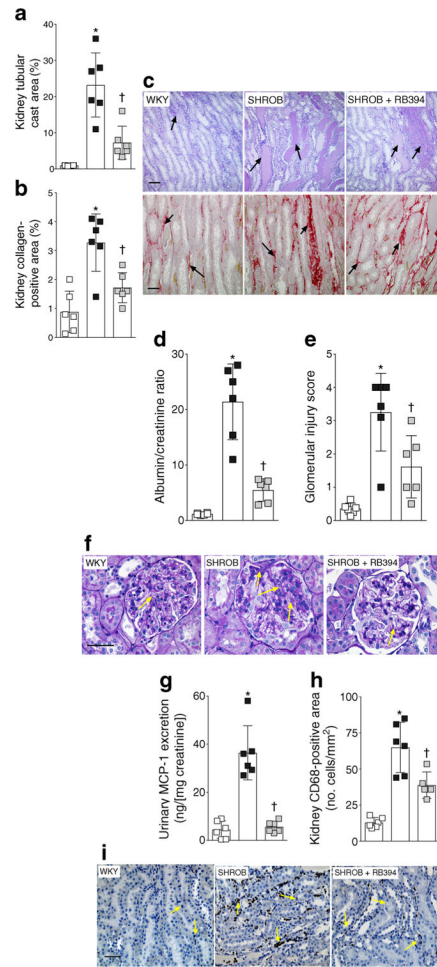 a
Kidney tubular
cast area (%)
40
30
20
10
0
*
†
b
Kidney collagen-
positive area (%)
5
4
3
2
1
0
*
†
c
WKY
SHROB
SHROB + RB394
d
Albumin/creatinine ratio
30
20
10
0
*
†
e
Glomerular injury score
5
4
3
2
1
0
*
†
f
WKY
SHROB
SHROB + RB394
g
Urinary MCP-1 excretion
(ng/[mg creatinine])
60
40
20
0
*
†
h
Kidney CD68-positive area
(no. cells/mm²)
100
75
50
25
0
*
†
i
WKY
SHROB
SHROB + RB394